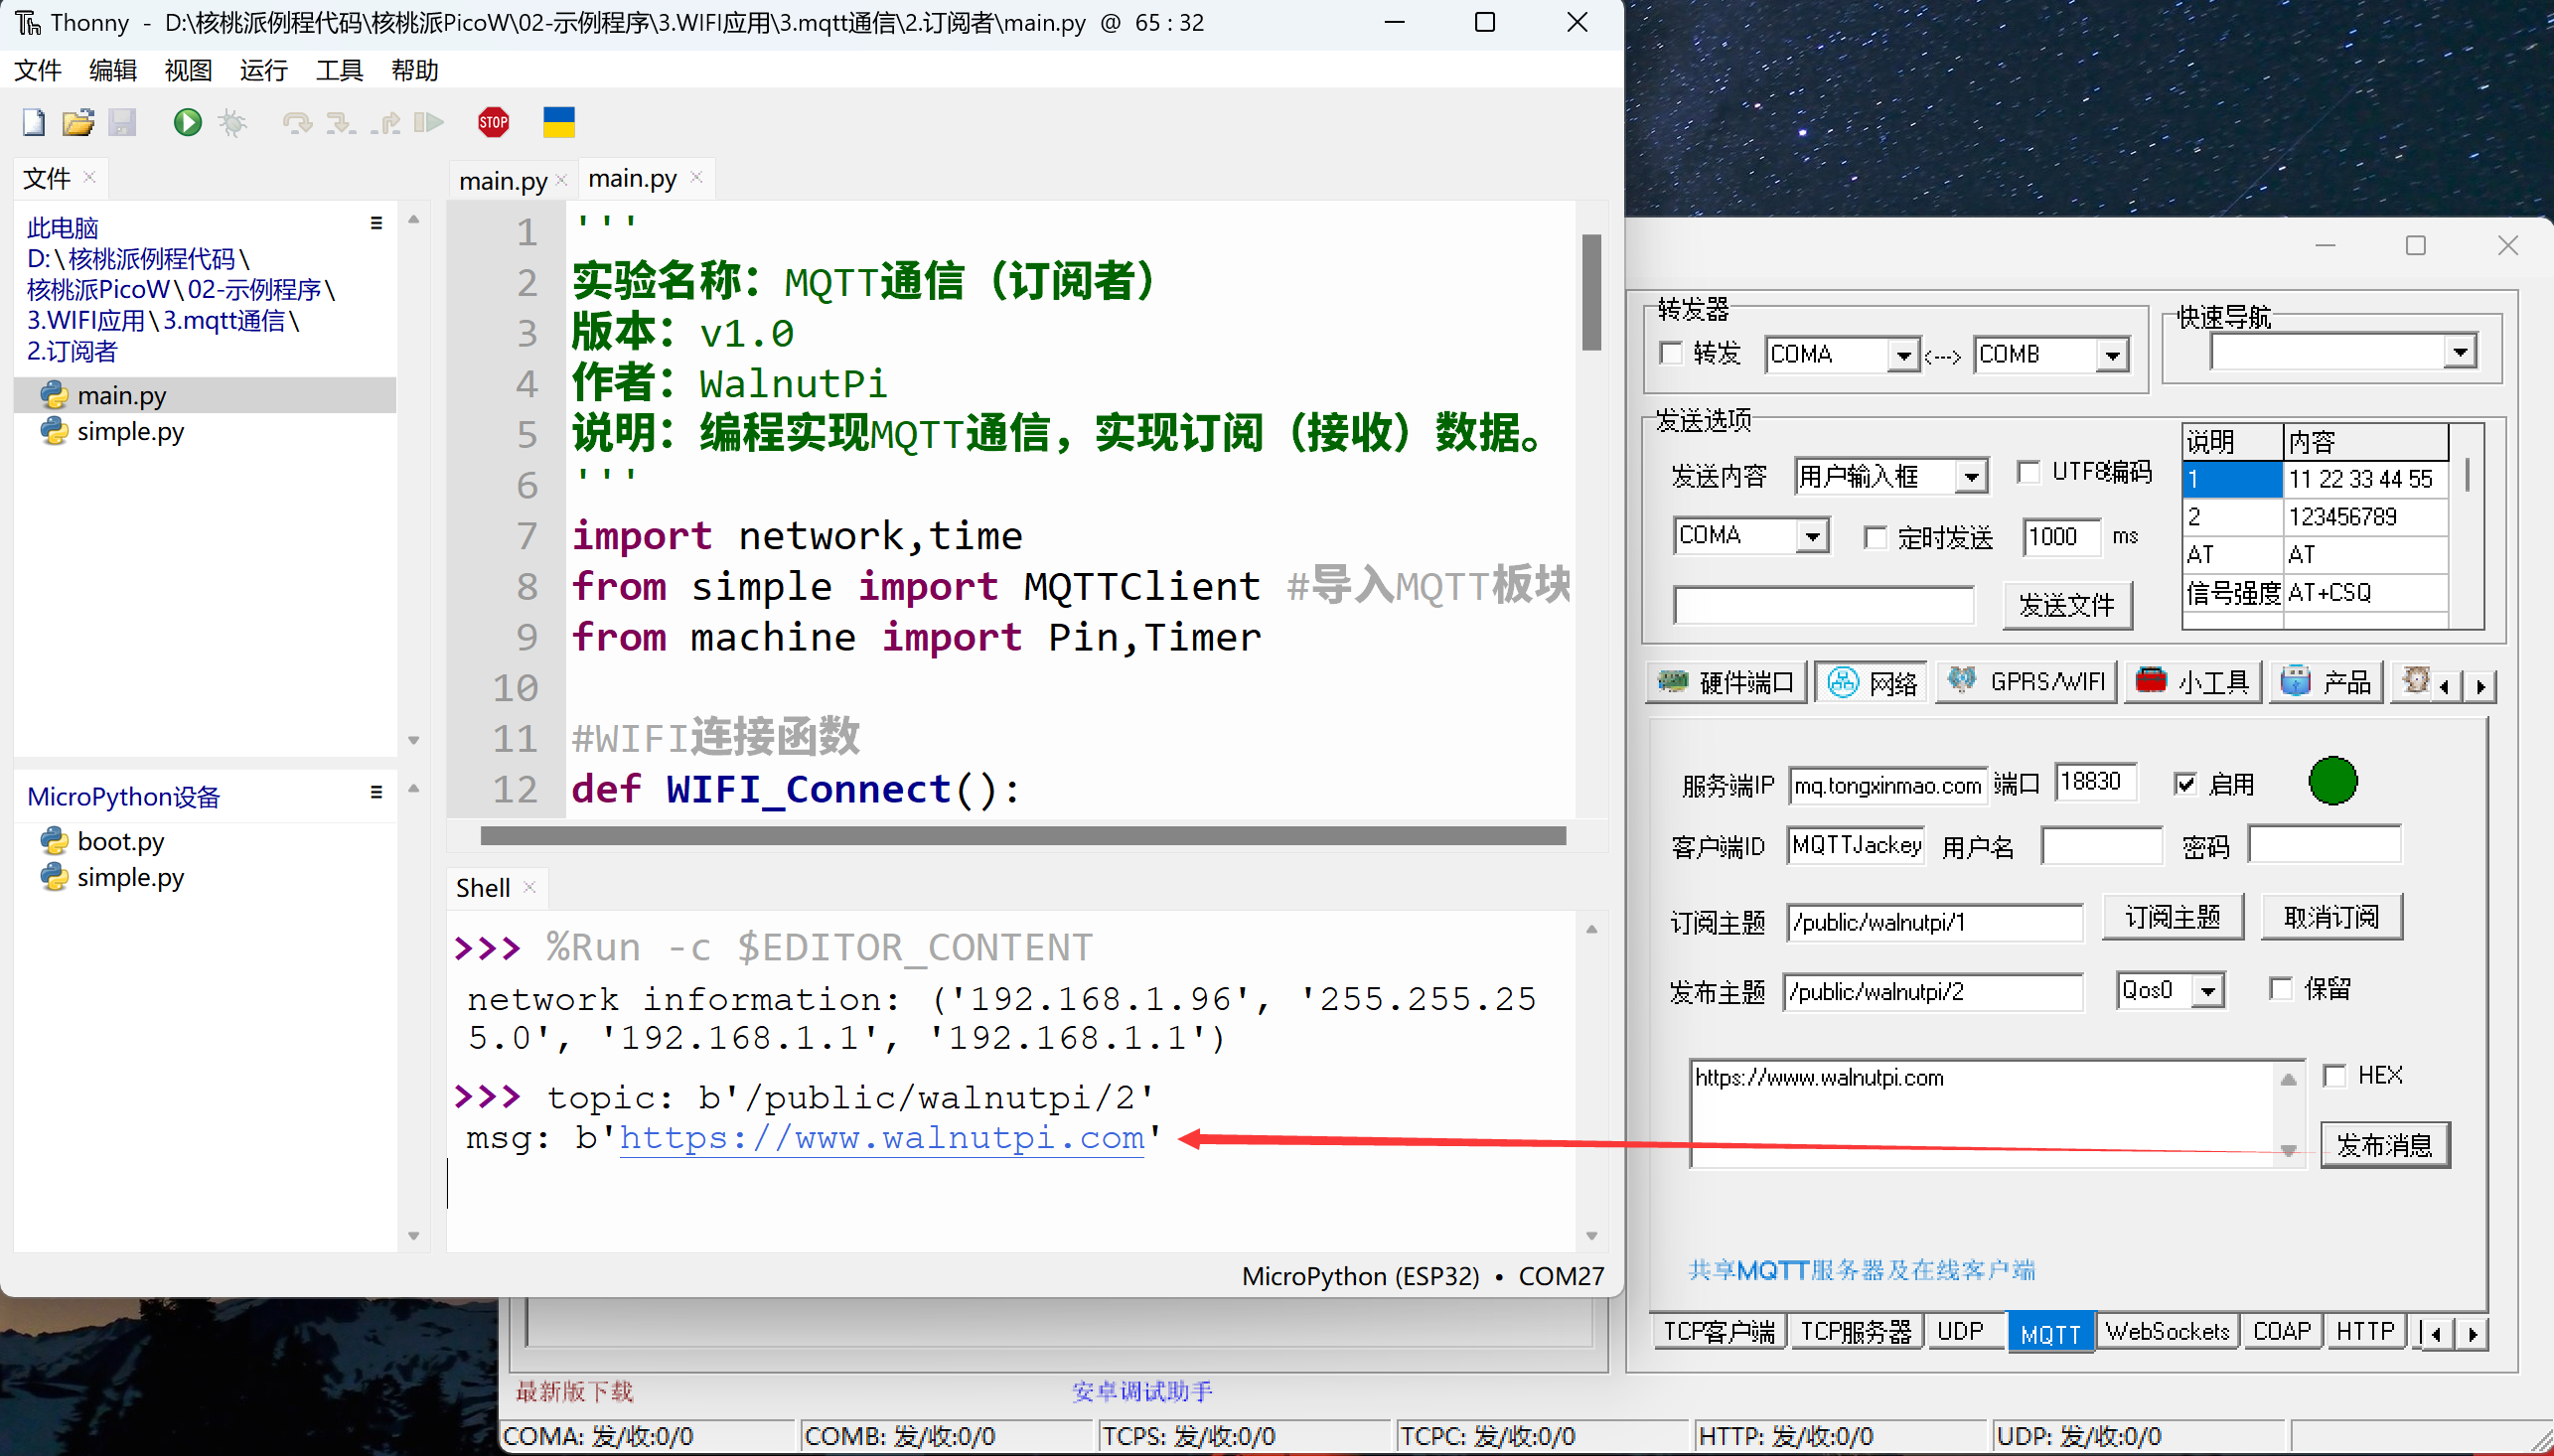 Thonny - D:\核桃派例程代码\核桃派PicoW\02-示例程序\3.WIFI应用\3.mqtt通信\2.订阅者\main.py @ 65 : 32
文件 编辑 视图 运行 工具 帮助
STOP
文件
此电脑
D:\核桃派例程代码\
核桃派PicoW\02-示例程序\
3.WIFI应用\3.mqtt通信\
2.订阅者
main.py
simple.py
MicroPython设备
boot.py
simple.py
main.py main.py
1 '''
2 实验名称：MQTT通信（订阅者）
3 版本：v1.0
4 作者：WalnutPi
5 说明：编程实现MQTT通信，实现订阅（接收）数据。
6 '''
7 import network,time
8 from simple import MQTTClient #导入MQTT板块
9 from machine import Pin,Timer
10
11 #WIFI连接函数
12 def WIFI_Connect():
Shell
>>> %Run -c $EDITOR_CONTENT
network information: ('192.168.1.96', '255.255.25
5.0', '192.168.1.1', '192.168.1.1')
>>> topic: b'/public/walnutpi/2'
msg: b'https://www.walnutpi.com'
MicroPython (ESP32) • COM27
转发器
转发 COMA <--> COMB
快速导航
发送选项
发送内容 用户输入框 UTF8编码
COMA 定时发送 1000 ms
发送文件
说明 内容
1 11 22 33 44 55
2 123456789
AT AT
信号强度 AT+CSQ
硬件端口 网络 GPRS/WIFI 小工具 产品
服务端IP mq.tongxinmao.com 端口 18830 启用
客户端ID MQTTJackey 用户名 密码
订阅主题 /public/walnutpi/1 订阅主题 取消订阅
发布主题 /public/walnutpi/2 Qos0 保留
https://www.walnutpi.com
HEX
发布消息
共享MQTT服务器及在线客户端
TCP客户端 TCP服务器 UDP MQTT WebSockets COAP HTTP
最新版下载 安卓调试助手
COMA: 发/收:0/0 COMB: 发/收:0/0 TCPS: 发/收:0/0 TCPC: 发/收:0/0 HTTP: 发/收:0/0 UDP: 发/收:0/0